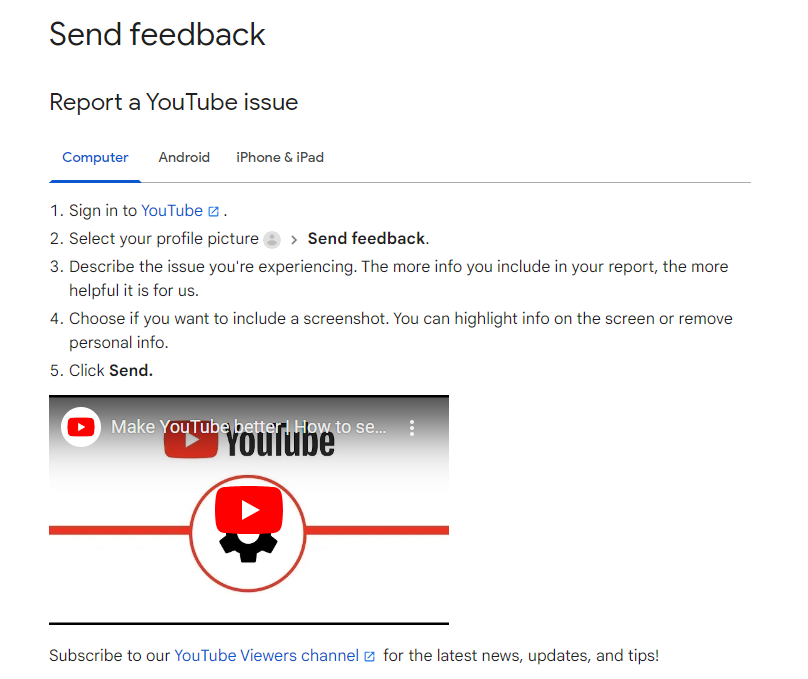 Send feedback
Report a YouTube issue
Computer Android iPhone & iPad
1. Sign in to YouTube .
2. Select your profile picture > Send feedback.
3. Describe the issue you're experiencing. The more info you include in your report, the more
helpful it is for us.
4. Choose if you want to include a screenshot. You can highlight info on the screen or remove
personal info.
5. Click Send.
Make YouTube better | How to se...
YouTube
Subscribe to our YouTube Viewers channel for the latest news, updates, and tips!